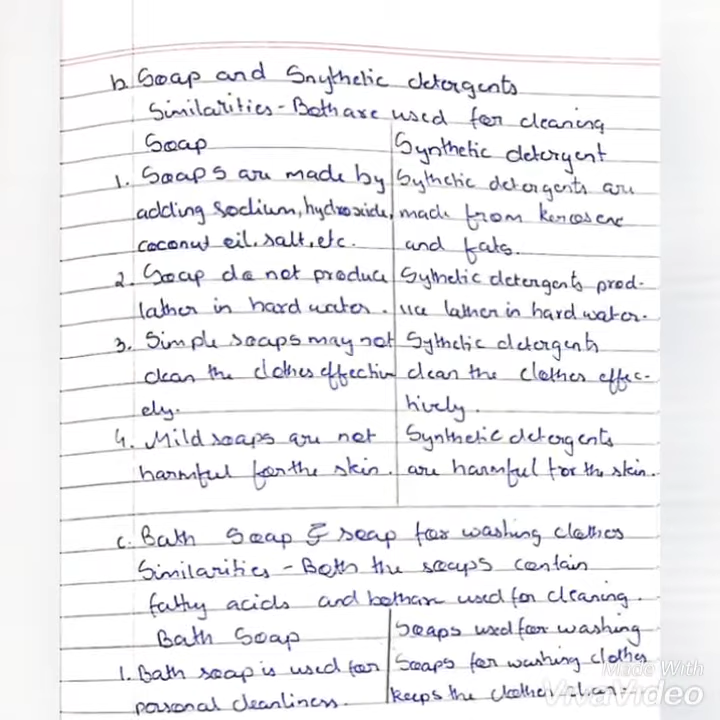 b. Soap and Snythetic detergents
Similarities - Both are used for cleaning
Soap
Synthetic detergent
1. Soaps are made by
adding sodium, hydroxide,
coconut oil, salt, etc.
Sythetic detergents are
made from kerosene
and fats.
2. Soap do not produce
lather in hard water.
Sythetic detergents prod-
uce lather in hard water.
3. Simple soaps may not
clean the clothes effectiv
ely.
Sythetic detergents
clean the clothes effec-
tively.
4. Mild soaps are not
harmful for the skin.
Synthetic detergents
are harmful for the skin.
c. Bath Soap & soap for washing clothes
Similarities - Both the soaps contain
fatty acids and both are used for cleaning.
Bath Soap
Soaps used for washing
1. Bath soap is used for
personal cleanliness.
Soaps for washing clothes
keeps the clothes clean.
Made With
VivaVideo